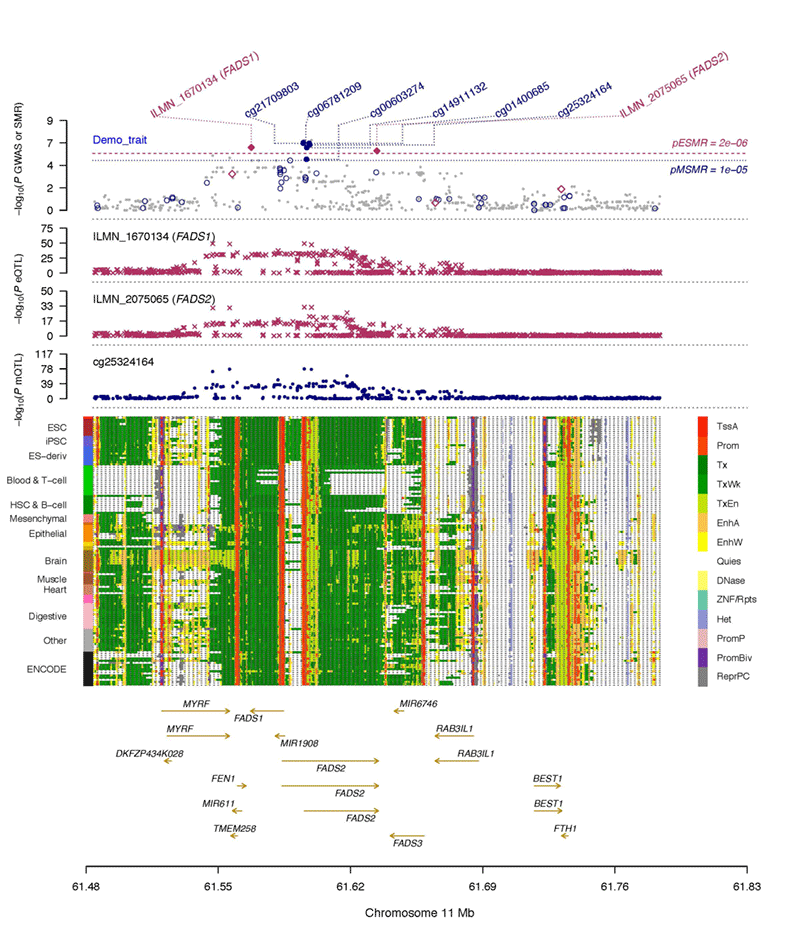 ILMN_1670134 (FADS1)
cg21709803
cg06781209
cg00603274
cg14911132
cg01400685
cg25324164
ILMN_2075065 (FADS2)
−log10(P GWAS or SMR)
9
7
4
2
0
Demo_trait
pESMR = 2e−06
pMSMR = 1e−05
−log10(P eQTL)
75
50
25
0
ILMN_1670134 (FADS1)
50
33
17
0
ILMN_2075065 (FADS2)
−log10(P mQTL)
117
78
39
0
cg25324164
ESC
iPSC
ES−deriv
Blood & T−cell
HSC & B−cell
Mesenchymal
Epithelial
Brain
Muscle
Heart
Digestive
Other
ENCODE
TssA
Prom
Tx
TxWk
TxEn
EnhA
EnhW
Quies
DNase
ZNF/Rpts
Het
PromP
PromBiv
ReprPC
MYRF
MIR6746
FADS1
MYRF
RAB3IL1
MIR1908
DKFZP434K028
RAB3IL1
FADS2
FEN1
BEST1
FADS2
MIR611
BEST1
FADS2
TMEM258
FTH1
FADS3
61.48 61.55 61.62 61.69 61.76 61.83
Chromosome 11 Mb